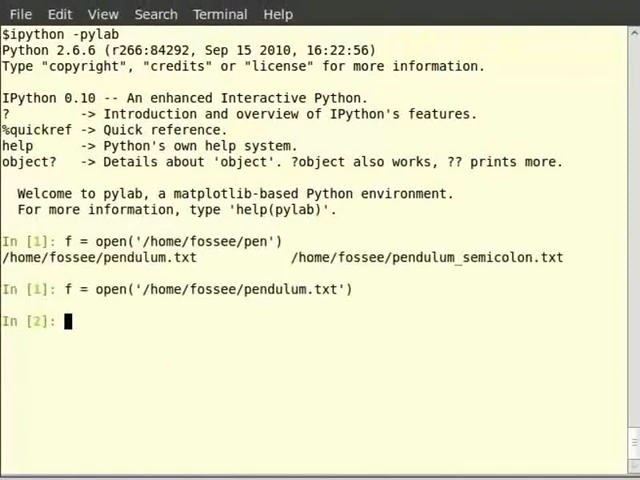 File Edit View Search Terminal Help
$ipython -pylab
Python 2.6.6 (r266:84292, Sep 15 2010, 16:22:56)
Type "copyright", "credits" or "license" for more information.
IPython 0.10 -- An enhanced Interactive Python.
?         -> Introduction and overview of IPython's features.
%quickref -> Quick reference.
help      -> Python's own help system.
object?   -> Details about 'object'. ?object also works, ?? prints more.
Welcome to pylab, a matplotlib-based Python environment.
For more information, type 'help(pylab)'.
In [1]: f = open('/home/fossee/pen')
/home/fossee/pendulum.txt           /home/fossee/pendulum_semicolon.txt
In [1]: f = open('/home/fossee/pendulum.txt')
In [2]: